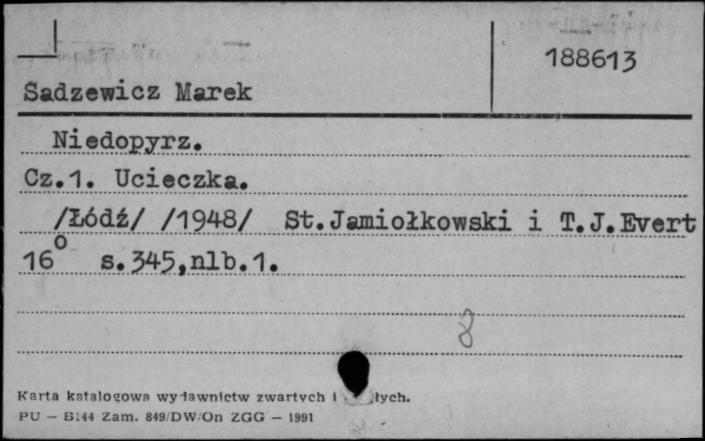 188613
Sadzewicz Marek
Niedopyrz.
Cz.1. Ucieczka.
/Łódź/ /1948/ St.Jamiołkowski i T.J.Evert
16° s.345,nlb.1.
8
Karta katalogowa wydawnictw zwartych i łych.
PU — B144 Zam. 849/DW/On ZGG — 1991